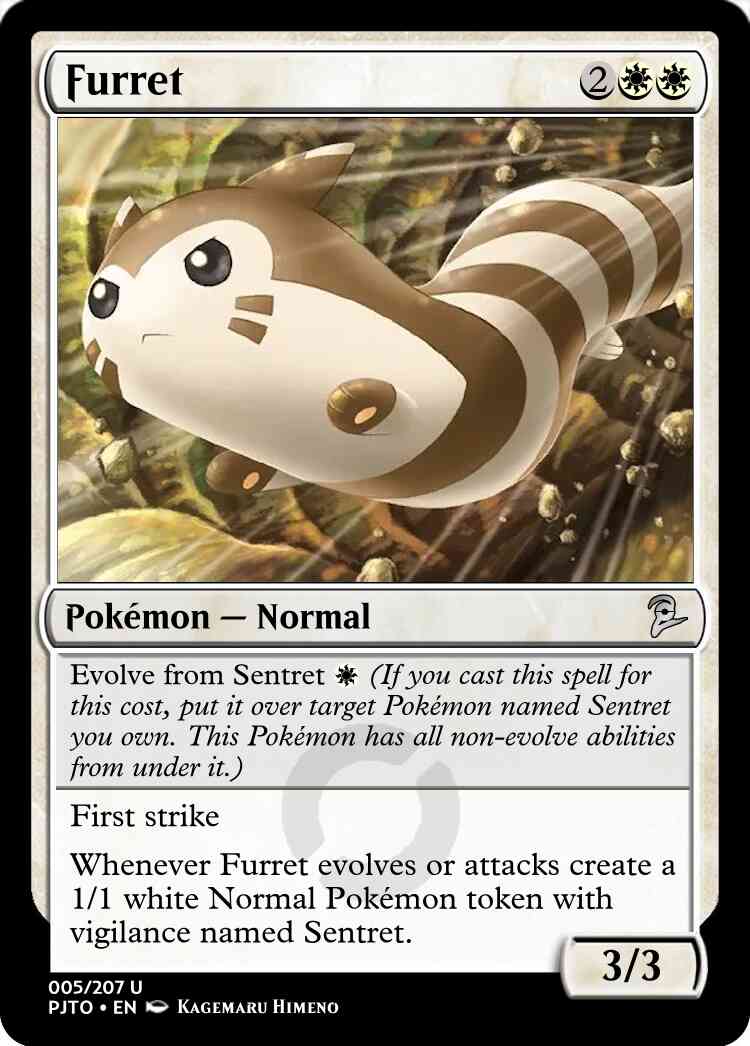 Furret 2
Pokémon — Normal
Evolve from Sentret (If you cast this spell for
this cost, put it over target Pokémon named Sentret
you own. This Pokémon has all non-evolve abilities
from under it.)
First strike
Whenever Furret evolves or attacks create a
1/1 white Normal Pokémon token with
vigilance named Sentret.
3/3
005/207 U
PJTO • EN Kagemaru Himeno